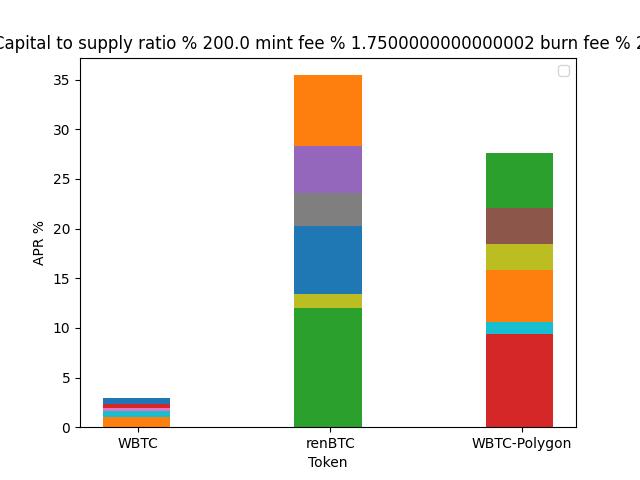 Capital to supply ratio % 200.0 mint fee % 1.7500000000000002 burn fee % 2
35
30
25
20
15
10
5
0
APR %
WBTC renBTC WBTC-Polygon
Token